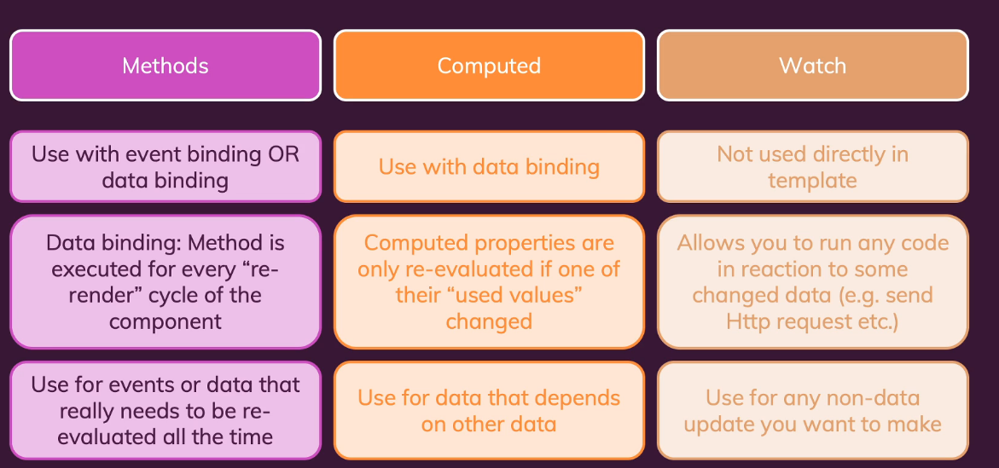 Methods
Computed
Watch
Use with event binding OR
data binding
Use with data binding
Not used directly in
template
Data binding: Method is
executed for every “re-
render” cycle of the
component
Computed properties are
only re-evaluated if one of
their “used values”
changed
Allows you to run any code
in reaction to some
changed data (e.g. send
Http request etc.)
Use for events or data that
really needs to be re-
evaluated all the time
Use for data that depends
on other data
Use for any non-data
update you want to make